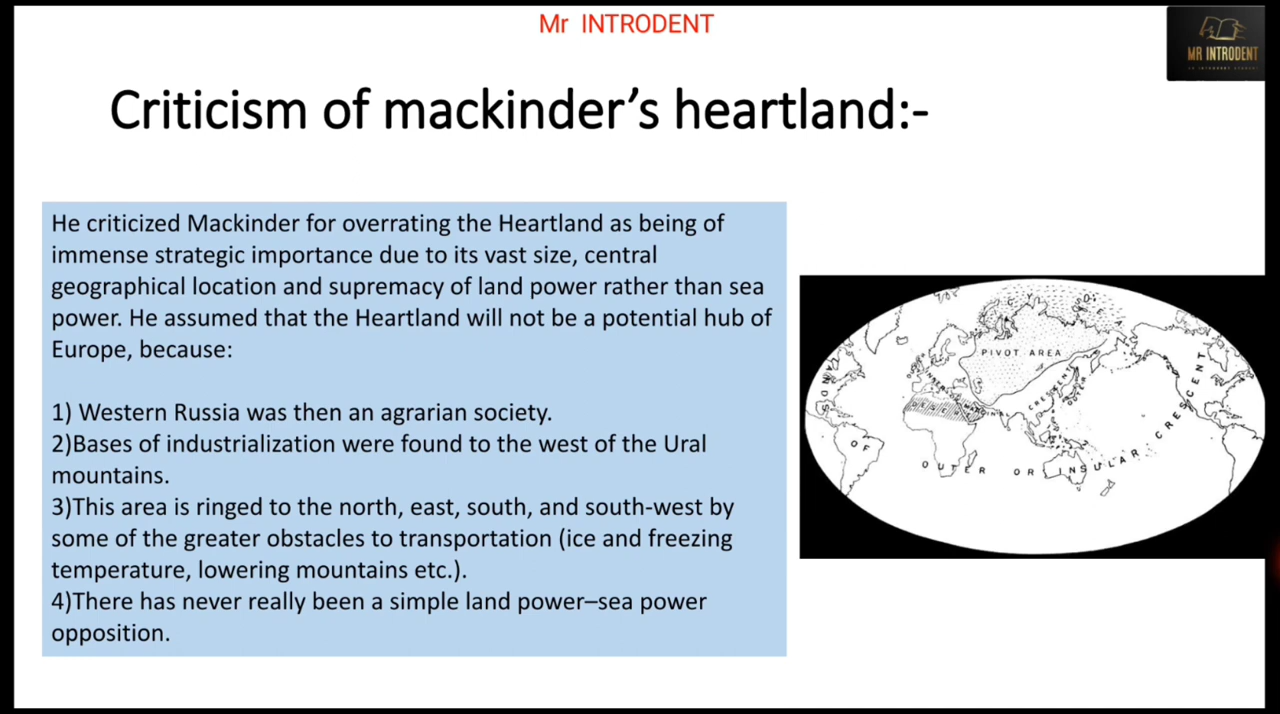 Mr INTRODENT
MR INTRODENT
Criticism of mackinder’s heartland:-
He criticized Mackinder for overrating the Heartland as being of
immense strategic importance due to its vast size, central
geographical location and supremacy of land power rather than sea
power. He assumed that the Heartland will not be a potential hub of
Europe, because:
1) Western Russia was then an agrarian society.
2)Bases of industrialization were found to the west of the Ural
mountains.
3)This area is ringed to the north, east, south, and south-west by
some of the greater obstacles to transportation (ice and freezing
temperature, lowering mountains etc.).
4)There has never really been a simple land power–sea power
opposition.
PIVOT AREA
CRESCENT
OUTER OR INSULAR CRESCENT
OF